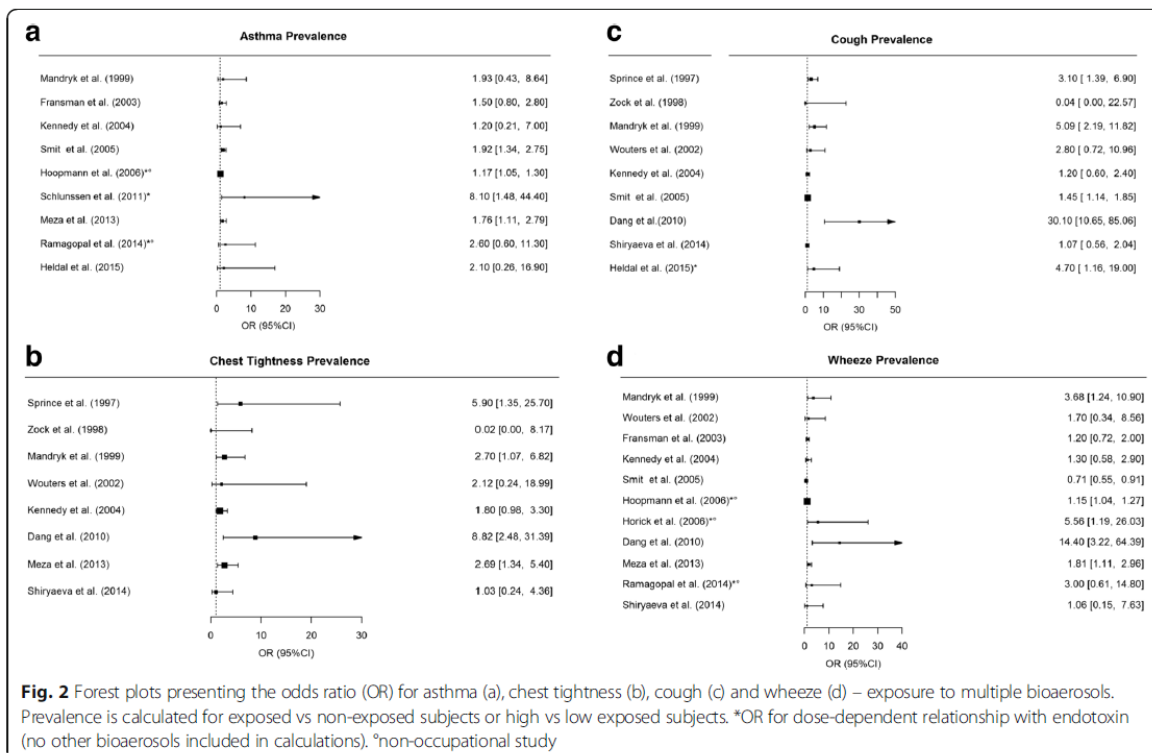 a
Asthma Prevalence
Mandryk et al. (1999) 1.93 [0.43, 8.64]
Fransman et al. (2003) 1.50 [0.80, 2.80]
Kennedy et al. (2004) 1.20 [0.21, 7.00]
Smit et al. (2005) 1.92 [1.34, 2.75]
Hoopmann et al. (2006)*° 1.17 [1.05, 1.30]
Schlunssen et al. (2011)* 8.10 [1.48, 44.40]
Meza et al. (2013) 1.76 [1.11, 2.79]
Ramagopal et al. (2014)*° 2.60 [0.60, 11.30]
Heldal et al. (2015) 2.10 [0.26, 16.90]
0 10 20 30
OR (95%CI)
b
Chest Tightness Prevalence
Sprince et al. (1997) 5.90 [1.35, 25.70]
Zock et al. (1998) 0.02 [0.00, 8.17]
Mandryk et al. (1999) 2.70 [1.07, 6.82]
Wouters et al. (2002) 2.12 [0.24, 18.99]
Kennedy et al. (2004) 1.80 [0.98, 3.30]
Dang et al. (2010) 8.82 [2.48, 31.39]
Meza et al. (2013) 2.69 [1.34, 5.40]
Shiryaeva et al. (2014) 1.03 [0.24, 4.36]
0 10 20 30
OR (95%CI)
c
Cough Prevalence
Sprince et al. (1997) 3.10 [ 1.39, 6.90]
Zock et al. (1998) 0.04 [ 0.00, 22.57]
Mandryk et al. (1999) 5.09 [ 2.19, 11.82]
Wouters et al. (2002) 2.80 [ 0.72, 10.96]
Kennedy et al. (2004) 1.20 [ 0.60, 2.40]
Smit et al. (2005) 1.45 [ 1.14, 1.85]
Dang et al.(2010) 30.10 [10.65, 85.06]
Shiryaeva et al. (2014) 1.07 [ 0.56, 2.04]
Heldal et al. (2015)* 4.70 [ 1.16, 19.00]
0 10 30 50
OR (95%CI)
d
Wheeze Prevalence
Mandryk et al. (1999) 3.68 [1.24, 10.90]
Wouters et al. (2002) 1.70 [0.34, 8.56]
Fransman et al. (2003) 1.20 [0.72, 2.00]
Kennedy et al. (2004) 1.30 [0.58, 2.90]
Smit et al. (2005) 0.71 [0.55, 0.91]
Hoopmann et al. (2006)*° 1.15 [1.04, 1.27]
Horick et al. (2006)*° 5.56 [1.19, 26.03]
Dang et al. (2010) 14.40 [3.22, 64.39]
Meza et al. (2013) 1.81 [1.11, 2.96]
Ramagopal et al. (2014)*° 3.00 [0.61, 14.80]
Shiryaeva et al. (2014) 1.06 [0.15, 7.63]
0 10 20 30 40
OR (95%CI)
Fig. 2 Forest plots presenting the odds ratio (OR) for asthma (a), chest tightness (b), cough (c) and wheeze (d) – exposure to multiple bioaerosols.
Prevalence is calculated for exposed vs non-exposed subjects or high vs low exposed subjects. *OR for dose-dependent relationship with endotoxin
(no other bioaerosols included in calculations). °non-occupational study